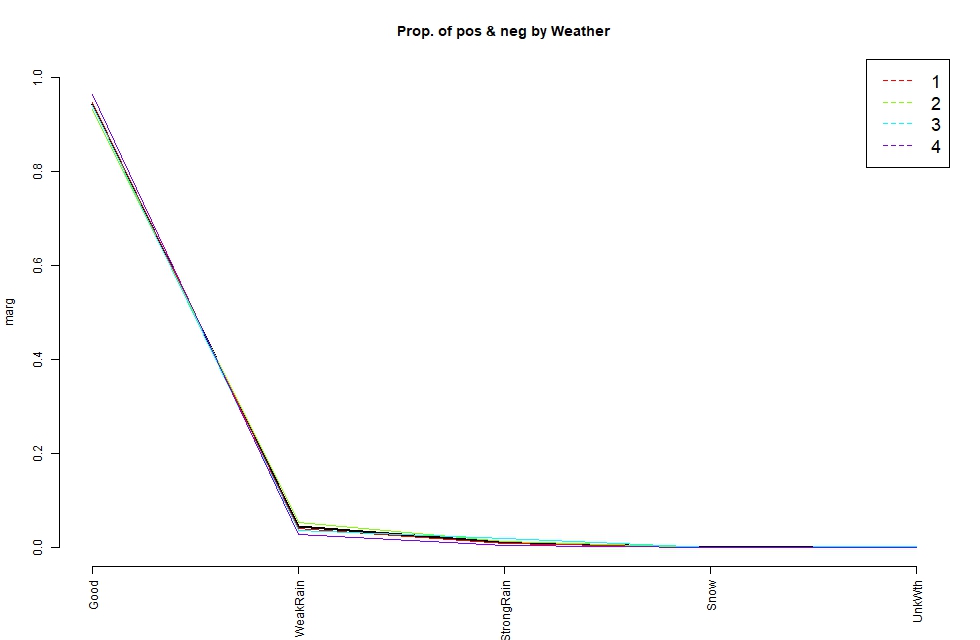 Prop. of pos & neg by Weather
1
2
3
4
1.0
0.8
0.6
0.4
0.2
0.0
marg
Good
WeakRain
StrongRain
Snow
UnkWth